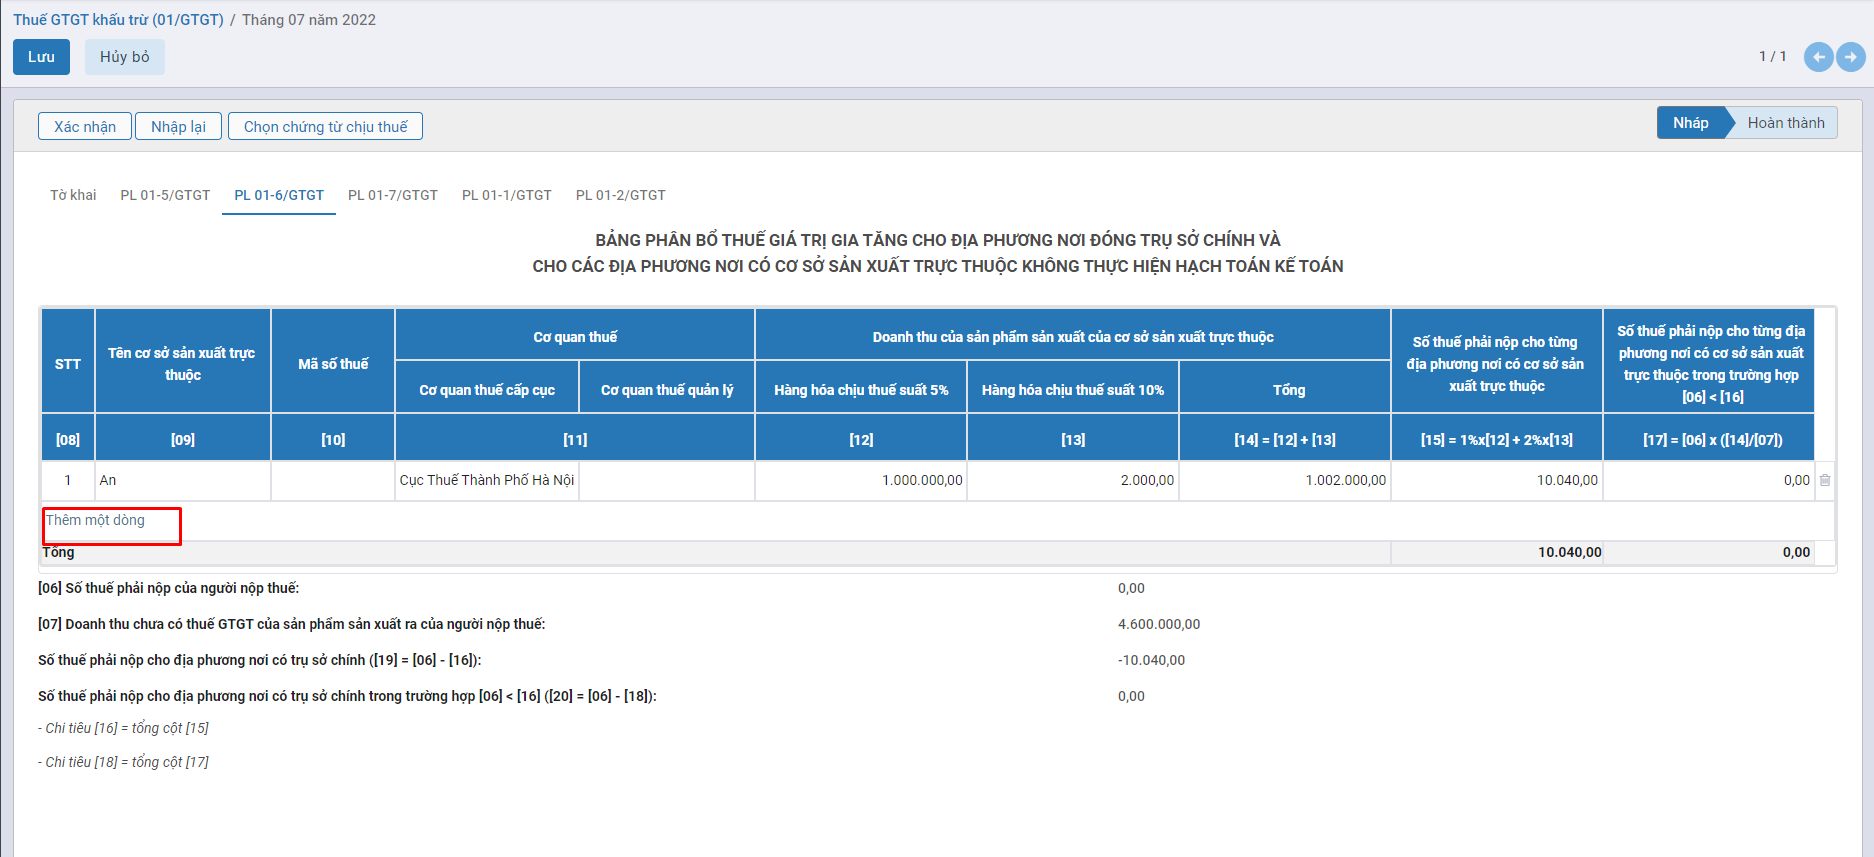 Thuế GTGT khấu trừ (01/GTGT) / Tháng 07 năm 2022
Lưu Hủy bỏ 1 / 1
Xác nhận Nhập lại Chọn chứng từ chịu thuế Nháp Hoàn thành
Tờ khai PL 01-5/GTGT PL 01-6/GTGT PL 01-7/GTGT PL 01-1/GTGT PL 01-2/GTGT
BẢNG PHÂN BỔ THUẾ GIÁ TRỊ GIA TĂNG CHO ĐỊA PHƯƠNG NƠI ĐÓNG TRỤ SỞ CHÍNH VÀ
CHO CÁC ĐỊA PHƯƠNG NƠI CÓ CƠ SỞ SẢN XUẤT TRỰC THUỘC KHÔNG THỰC HIỆN HẠCH TOÁN KẾ TOÁN
STT
Tên cơ sở sản xuất trực
thuộc
Mã số thuế
Cơ quan thuế
Cơ quan thuế cấp cục
Cơ quan thuế quản lý
Doanh thu của sản phẩm sản xuất của cơ sở sản xuất trực thuộc
Hàng hóa chịu thuế suất 5%
Hàng hóa chịu thuế suất 10%
Tổng
Số thuế phải nộp cho từng
địa phương nơi có cơ sở sản
xuất trực thuộc
Số thuế phải nộp cho từng địa
phương nơi có cơ sở sản xuất
trực thuộc trong trường hợp
[06] < [16]
[08] [09] [10] [11] [12] [13] [14] = [12] + [13] [15] = 1%x[12] + 2%x[13] [17] = [06] x ([14]/[07])
1 An Cục Thuế Thành Phố Hà Nội 1.000.000,00 2.000,00 1.002.000,00 10.040,00 0,00
Thêm một dòng
Tổng 10.040,00 0,00
[06] Số thuế phải nộp của người nộp thuế: 0,00
[07] Doanh thu chưa có thuế GTGT của sản phẩm sản xuất ra của người nộp thuế: 4.600.000,00
Số thuế phải nộp cho địa phương nơi có trụ sở chính ([19] = [06] - [16]): -10.040,00
Số thuế phải nộp cho địa phương nơi có trụ sở chính trong trường hợp [06] < [16] ([20] = [06] - [18]): 0,00
- Chi tiêu [16] = tổng cột [15]
- Chi tiêu [18] = tổng cột [17]